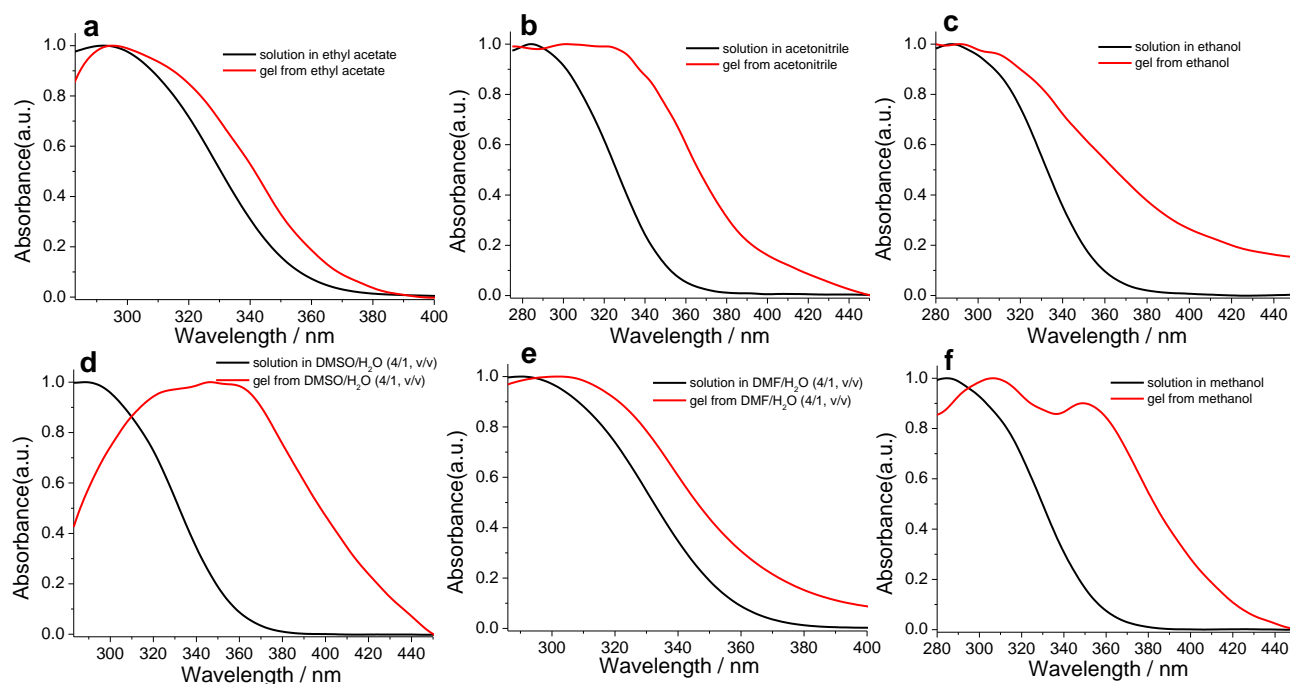 a
solution in ethyl acetate
gel from ethyl acetate
1.0
0.8
0.6
0.4
0.2
0.0
Absorbance(a.u.)
300 320 340 360 380 400
Wavelength / nm
b
solution in acetonitrile
gel from acetonitrile
1.0
0.8
0.6
0.4
0.2
0.0
Absorbance(a.u.)
280 300 320 340 360 380 400 420 440
Wavelength / nm
c
solution in ethanol
gel from ethanol
1.0
0.8
0.6
0.4
0.2
0.0
Absorbance(a.u.)
280 300 320 340 360 380 400 420 440
Wavelength / nm
d
solution in DMSO/H₂O (4/1, v/v)
gel from DMSO/H₂O (4/1, v/v)
1.0
0.8
0.6
0.4
0.2
0.0
Absorbance(a.u.)
300 320 340 360 380 400 420 440
Wavelength / nm
e
solution in DMF/H₂O (4/1, v/v)
gel from DMF/H₂O (4/1, v/v)
1.0
0.8
0.6
0.4
0.2
0.0
Absorbance(a.u.)
300 320 340 360 380 400
Wavelength / nm
f
solution in methanol
gel from methanol
1.0
0.8
0.6
0.4
0.2
0.0
Absorbance(a.u.)
280 300 320 340 360 380 400 420 440
Wavelength / nm